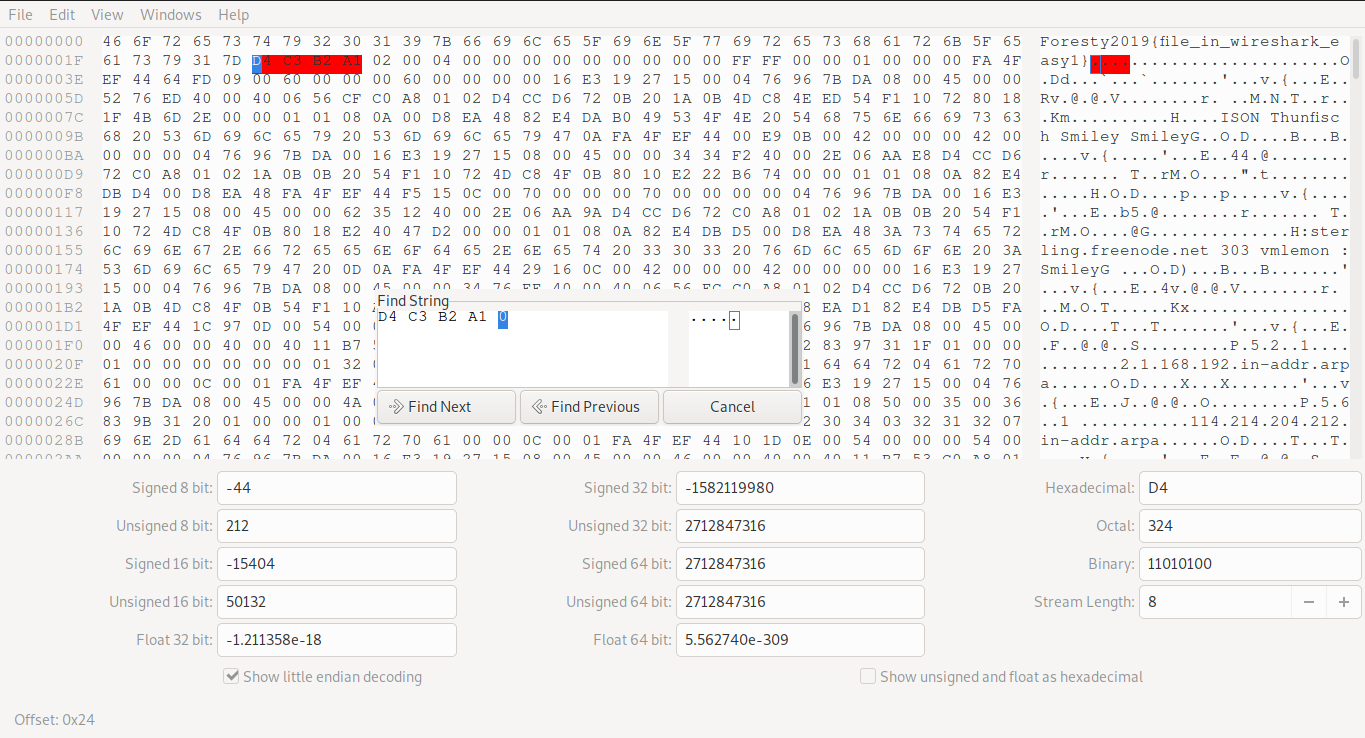 File Edit View Windows Help
00000000 46 6F 72 65 73 74 79 32 30 31 39 7B 66 69 6C 65 5F 69 6E 5F 77 69 72 65 73 68 61 72 6B 5F 65 Foresty2019{file_in_wireshark_e
0000001F 61 73 79 31 7D D4 C3 B2 A1 02 00 04 00 00 00 00 00 00 00 00 00 FF FF 00 00 01 00 00 00 FA 4F asy1}.........................O
0000003E EF 44 64 FD 09 00 60 00 00 00 60 00 00 00 00 16 E3 19 27 15 00 04 76 96 7B DA 08 00 45 00 00 .Dd...`...`.......'...v.{...E..
0000005D 52 76 ED 40 00 40 06 56 CF C0 A8 01 02 D4 CC D6 72 0B 20 1A 0B 4D C8 4E ED 54 F1 10 72 80 18 Rv.@.@.V........r. ..M.N.T..r..
0000007C 1F 4B 6D 2E 00 00 01 01 08 0A 00 D8 EA 48 82 E4 DA B0 49 53 4F 4E 20 54 68 75 6E 66 69 73 63 .Km..........H....ISON Thunfisc
0000009B 68 20 53 6D 69 6C 65 79 20 53 6D 69 6C 65 79 47 0A FA 4F EF 44 00 E9 0B 00 42 00 00 00 42 00 h Smiley SmileyG..O.D....B...B.
000000BA 00 00 00 04 76 96 7B DA 00 16 E3 19 27 15 08 00 45 00 00 34 34 F2 40 00 2E 06 AA E8 D4 CC D6 ....v.{.....'...E..44.@........
000000D9 72 C0 A8 01 02 1A 0B 0B 20 54 F1 10 72 4D C8 4F 0B 80 10 E2 22 B6 74 00 00 01 01 08 0A 82 E4 r....... T..rM.O....".t........
000000F8 DB D4 00 D8 EA 48 FA 4F EF 44 F5 15 0C 00 70 00 00 00 70 00 00 00 00 04 76 96 7B DA 00 16 E3 .....H.O.D....p...p.....v.{....
00000117 19 27 15 08 00 45 00 00 62 35 12 40 00 2E 06 AA 9A D4 CC D6 72 C0 A8 01 02 1A 0B 0B 20 54 F1 .'...E..b5.@........r....... T.
00000136 10 72 4D C8 4F 0B 80 18 E2 40 47 D2 00 00 01 01 08 0A 82 E4 DB D5 00 D8 EA 48 3A 73 74 65 72 .rM.O....@G..............H:ster
00000155 6C 69 6E 67 2E 66 72 65 65 6E 6F 64 65 2E 6E 65 74 20 33 30 33 20 76 6D 6C 65 6D 6F 6E 20 3A ling.freenode.net 303 vmlemon :
00000174 53 6D 69 6C 65 79 47 20 0D 0A FA 4F EF 44 29 16 0C 00 42 00 00 00 42 00 00 00 00 16 E3 19 27 SmileyG ...O.D)...B...B.......'
00000193 15 00 04 76 96 7B DA 08 00 45 00 00 34 76 EE 40 00 40 06 56 EC C0 A8 01 02 D4 CC D6 72 0B 20 ...v.{...E..4v.@.@.V........r.
000001B2 1A 0B 4D C8 4F 0B 54 F1 10 8 EA D1 82 E4 DB D5 FA ..M.O.T........Kx..............
000001D1 4F EF 44 1C 97 0D 00 54 00 0 96 7B DA 08 00 45 00 O.D....T...T.......'...v.{...E.
000001F0 00 46 00 00 40 00 40 11 B7 2 83 97 31 1F 01 00 00 .F..@.@..S.........P.5.2..1....
0000020F 01 00 00 00 00 00 01 32 1 64 64 72 04 61 72 70 .......2.1.168.192.in-addr.arp
0000022E 61 00 00 0C 00 01 FA 4F EF 6 E3 19 27 15 00 04 76 a......O.D.....X...X.......'...v
0000024D 96 7B DA 08 00 45 00 00 4A 1 01 08 50 00 35 00 36 .{...E..J..@.@..O..........P.5.6
0000026C 83 9B 31 20 01 00 00 01 00 2 30 34 03 32 31 32 07 ..1 ...........114.214.204.212.
0000028B 69 6E 2D 61 64 64 72 04 61 72 70 61 00 00 0C 00 01 FA 4F EF 44 10 1D 0E 00 54 00 00 00 54 00 in-addr.arpa......O.D....T...T.
Find String
D4 C3 B2 A1 0 .....
Find Next Find Previous Cancel
Signed 8 bit: -44 Signed 32 bit: -1582119980 Hexadecimal: D4
Unsigned 8 bit: 212 Unsigned 32 bit: 2712847316 Octal: 324
Signed 16 bit: -15404 Signed 64 bit: 2712847316 Binary: 11010100
Unsigned 16 bit: 50132 Unsigned 64 bit: 2712847316 Stream Length: 8 − +
Float 32 bit: -1.211358e-18 Float 64 bit: 5.562740e-309
Show little endian decoding Show unsigned and float as hexadecimal
Offset: 0x24